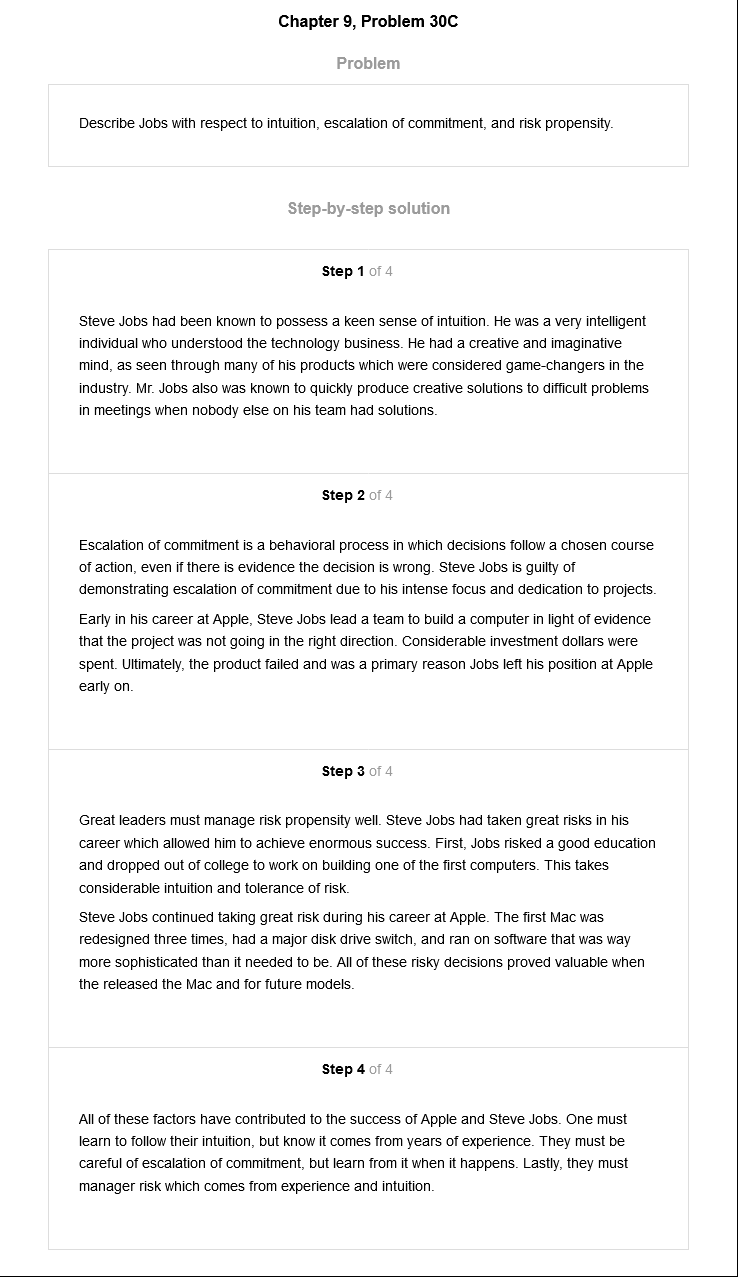 Chapter 9, Problem 30C
Problem
Describe Jobs with respect to intuition, escalation of commitment, and risk propensity.
Step-by-step solution
Step 1 of 4
Steve Jobs had been known to possess a keen sense of intuition. He was a very intelligent
individual who understood the technology business. He had a creative and imaginative
mind, as seen through many of his products which were considered game-changers in the
industry. Mr. Jobs also was known to quickly produce creative solutions to difficult problems
in meetings when nobody else on his team had solutions.
Step 2 of 4
Escalation of commitment is a behavioral process in which decisions follow a chosen course
of action, even if there is evidence the decision is wrong. Steve Jobs is guilty of
demonstrating escalation of commitment due to his intense focus and dedication to projects.
Early in his career at Apple, Steve Jobs lead a team to build a computer in light of evidence
that the project was not going in the right direction. Considerable investment dollars were
spent. Ultimately, the product failed and was a primary reason Jobs left his position at Apple
early on.
Step 3 of 4
Great leaders must manage risk propensity well. Steve Jobs had taken great risks in his
career which allowed him to achieve enormous success. First, Jobs risked a good education
and dropped out of college to work on building one of the first computers. This takes
considerable intuition and tolerance of risk.
Steve Jobs continued taking great risk during his career at Apple. The first Mac was
redesigned three times, had a major disk drive switch, and ran on software that was way
more sophisticated than it needed to be. All of these risky decisions proved valuable when
the released the Mac and for future models.
Step 4 of 4
All of these factors have contributed to the success of Apple and Steve Jobs. One must
learn to follow their intuition, but know it comes from years of experience. They must be
careful of escalation of commitment, but learn from it when it happens. Lastly, they must
manager risk which comes from experience and intuition.